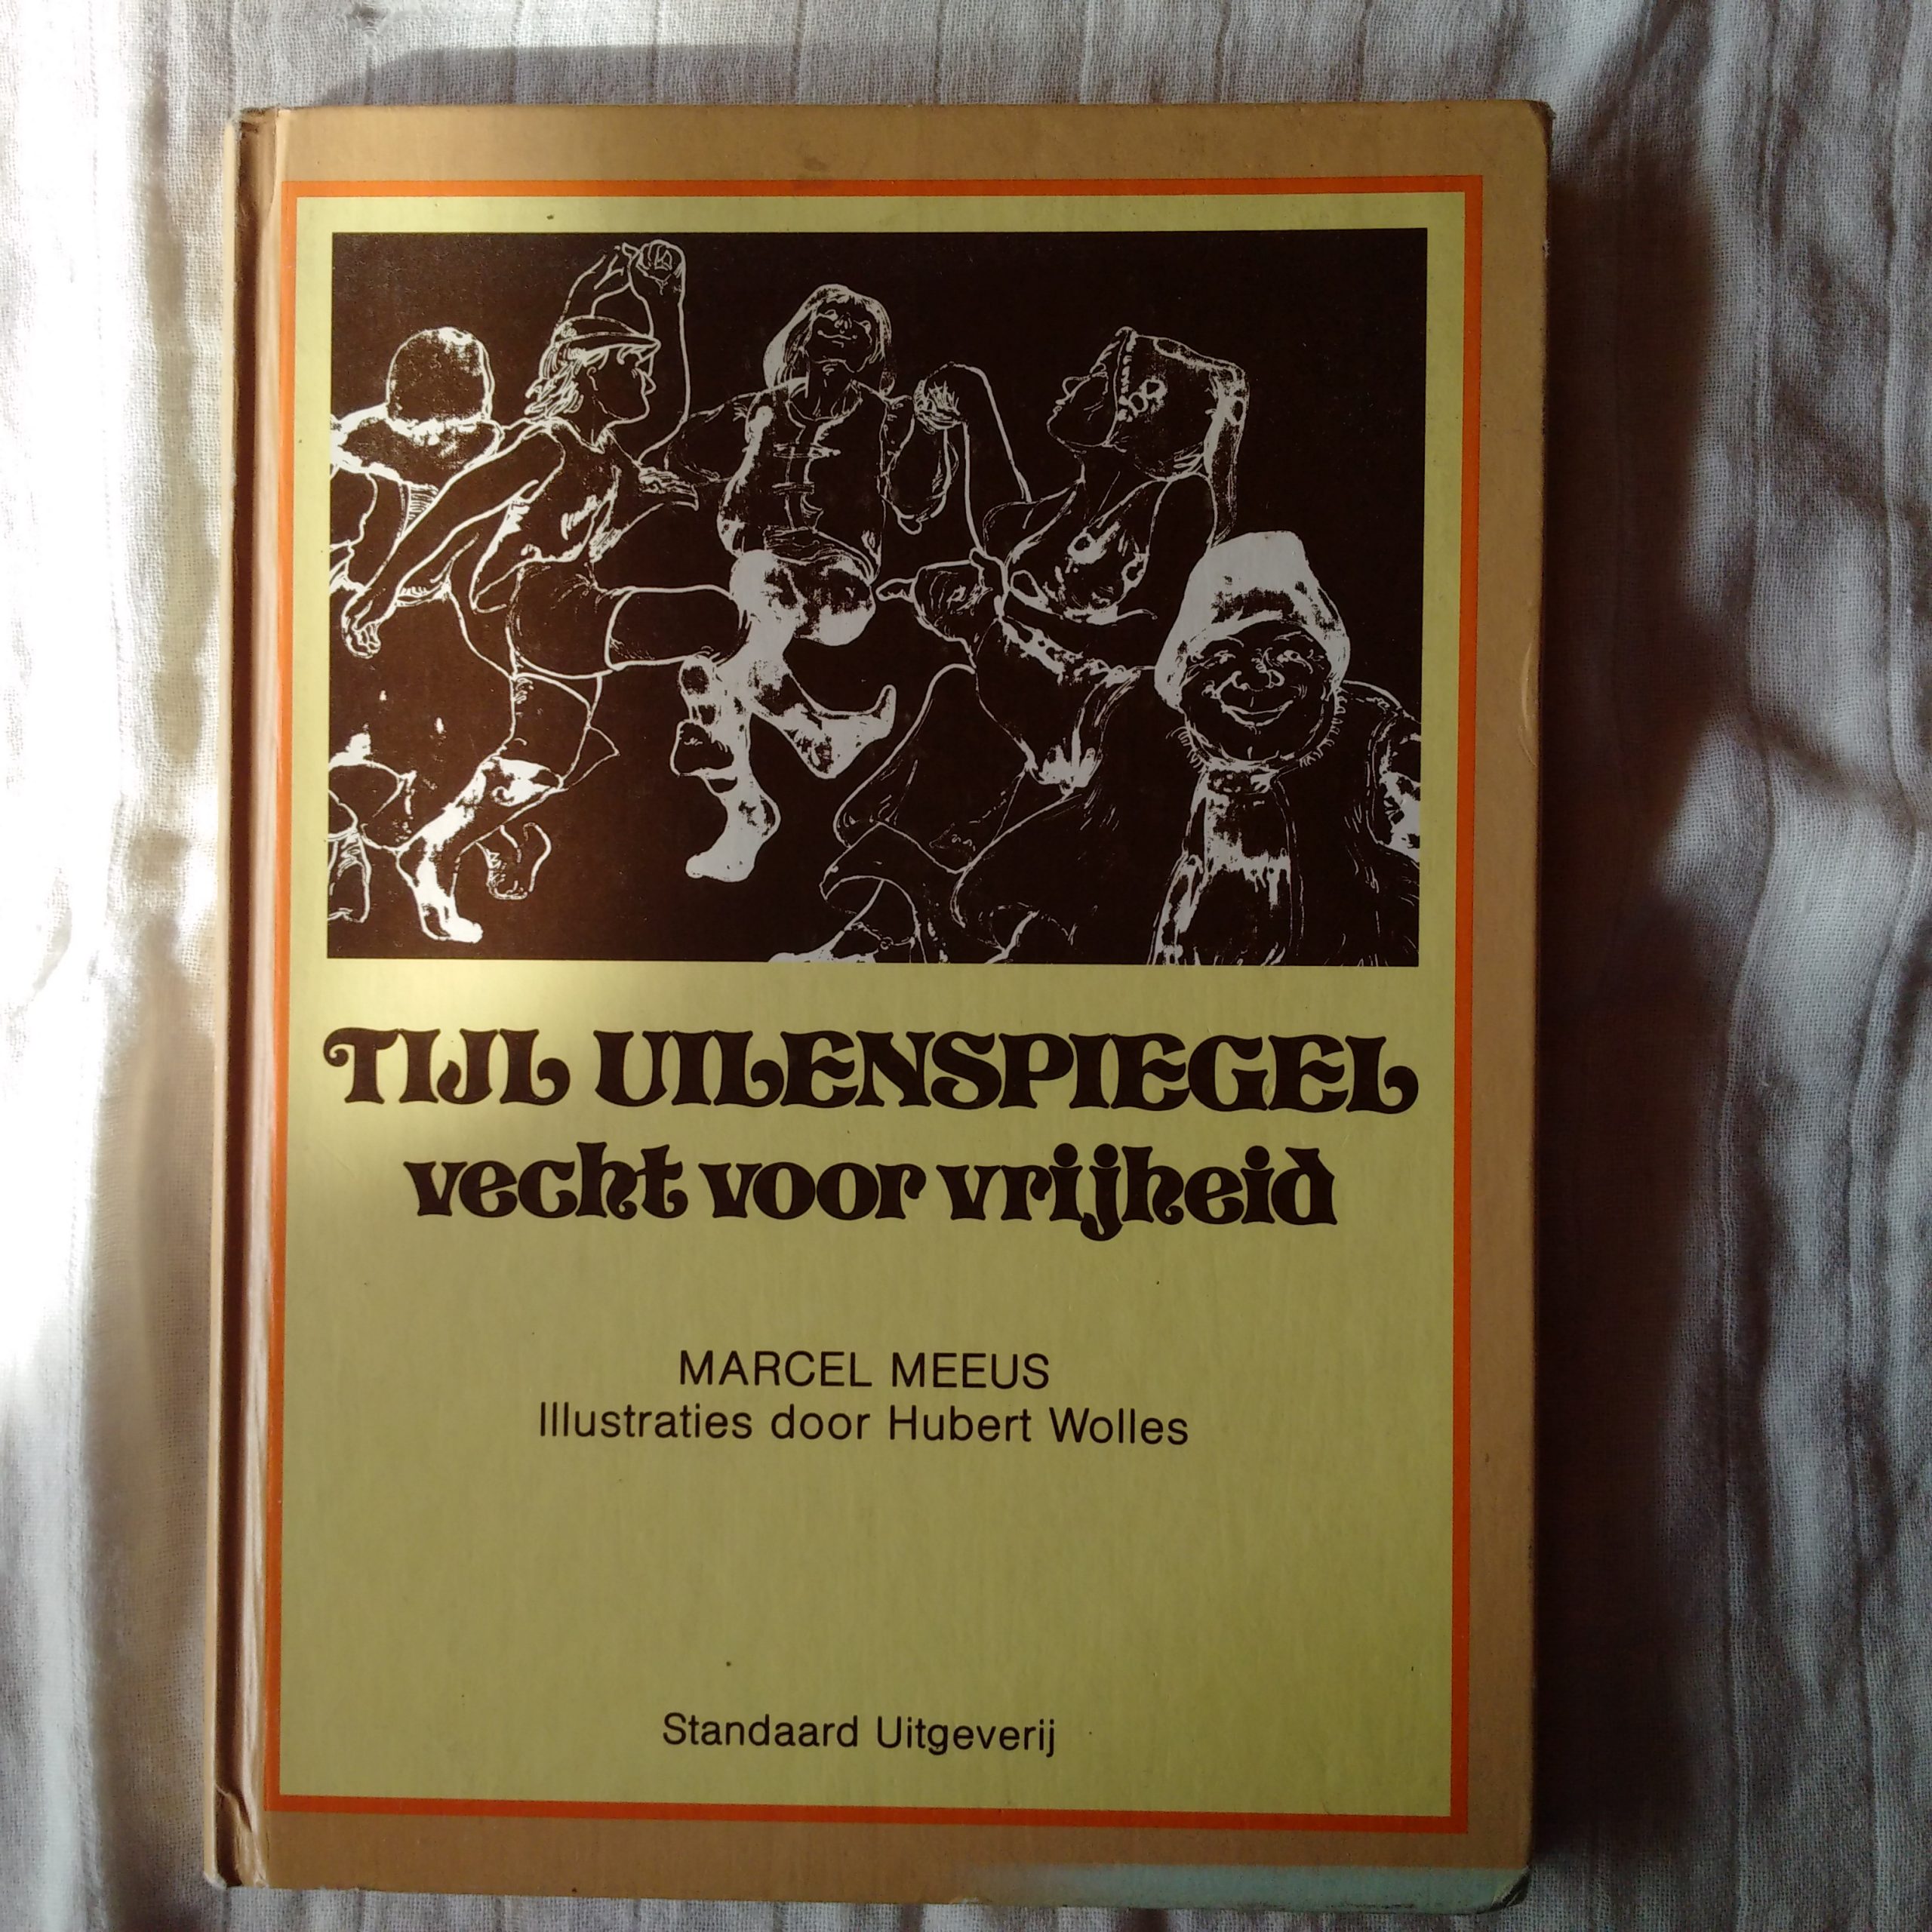 TIJL UILENSPIEGEL
vecht voor vrijheid
MARCEL MEEUS
Illustraties door Hubert Wolles
Standaard Uitgeverij